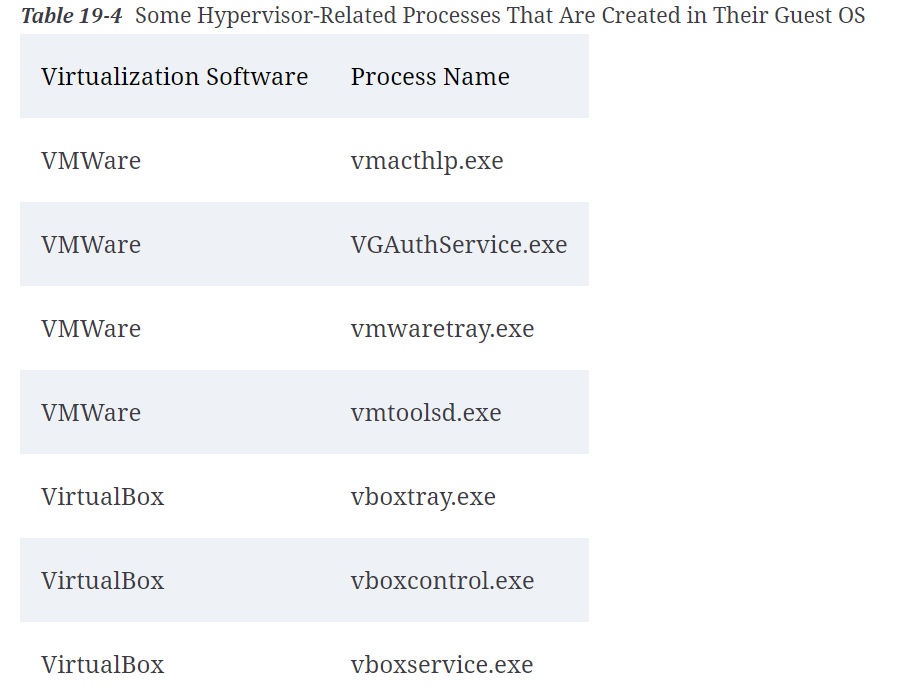 Table 19-4 Some Hypervisor-Related Processes That Are Created in Their Guest OS
Virtualization Software Process Name
VMWare vmacthlp.exe
VMWare VGAuthService.exe
VMWare vmwaretray.exe
VMWare vmtoolsd.exe
VirtualBox vboxtray.exe
VirtualBox vboxcontrol.exe
VirtualBox vboxservice.exe